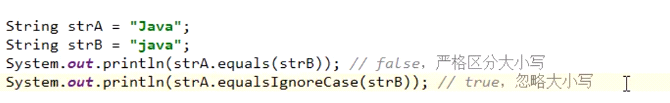 String strA = "Java";
String strB = "java";
System.out.println(strA.equals(strB)); // false，严格区分大小写
System.out.println(strA.equalsIgnoreCase(strB)); // true，忽略大小写